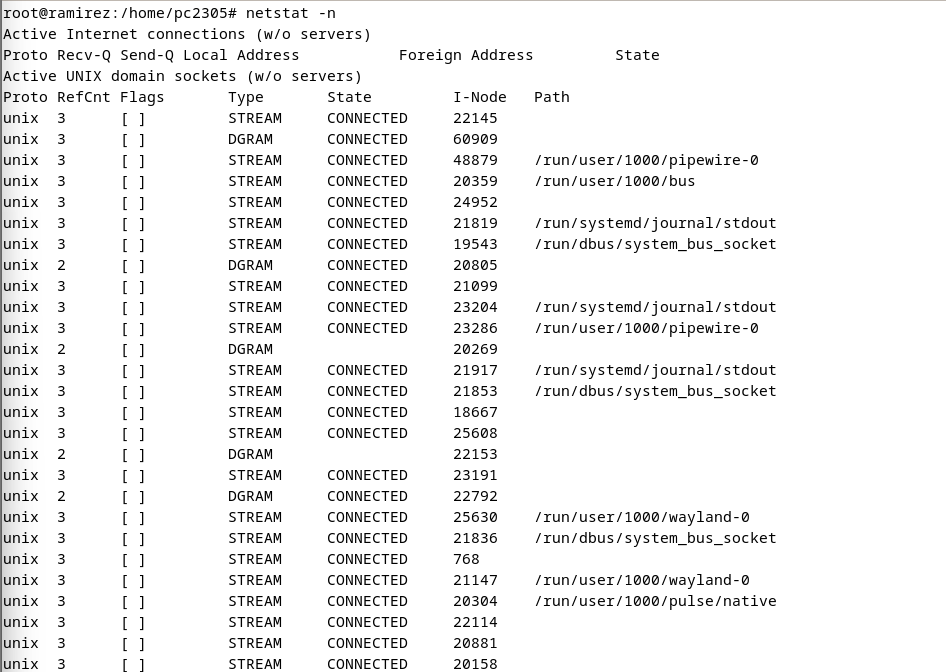 root@ramirez:/home/pc2305# netstat -n
Active Internet connections (w/o servers)
Proto Recv-Q Send-Q Local Address           Foreign Address         State
Active UNIX domain sockets (w/o servers)
Proto RefCnt Flags       Type       State         I-Node   Path
unix  3      [ ]         STREAM     CONNECTED     22145
unix  3      [ ]         DGRAM      CONNECTED     60909
unix  3      [ ]         STREAM     CONNECTED     48879    /run/user/1000/pipewire-0
unix  3      [ ]         STREAM     CONNECTED     20359    /run/user/1000/bus
unix  3      [ ]         STREAM     CONNECTED     24952
unix  3      [ ]         STREAM     CONNECTED     21819    /run/systemd/journal/stdout
unix  3      [ ]         STREAM     CONNECTED     19543    /run/dbus/system_bus_socket
unix  2      [ ]         DGRAM      CONNECTED     20805
unix  3      [ ]         STREAM     CONNECTED     21099
unix  3      [ ]         STREAM     CONNECTED     23204    /run/systemd/journal/stdout
unix  3      [ ]         STREAM     CONNECTED     23286    /run/user/1000/pipewire-0
unix  2      [ ]         DGRAM                    20269
unix  3      [ ]         STREAM     CONNECTED     21917    /run/systemd/journal/stdout
unix  3      [ ]         STREAM     CONNECTED     21853    /run/dbus/system_bus_socket
unix  3      [ ]         STREAM     CONNECTED     18667
unix  3      [ ]         STREAM     CONNECTED     25608
unix  2      [ ]         DGRAM                    22153
unix  3      [ ]         STREAM     CONNECTED     23191
unix  2      [ ]         DGRAM      CONNECTED     22792
unix  3      [ ]         STREAM     CONNECTED     25630    /run/user/1000/wayland-0
unix  3      [ ]         STREAM     CONNECTED     21836    /run/dbus/system_bus_socket
unix  3      [ ]         STREAM     CONNECTED     768
unix  3      [ ]         STREAM     CONNECTED     21147    /run/user/1000/wayland-0
unix  3      [ ]         STREAM     CONNECTED     20304    /run/user/1000/pulse/native
unix  3      [ ]         STREAM     CONNECTED     22114
unix  3      [ ]         STREAM     CONNECTED     20881
unix  3      [ ]         STREAM     CONNECTED     20158